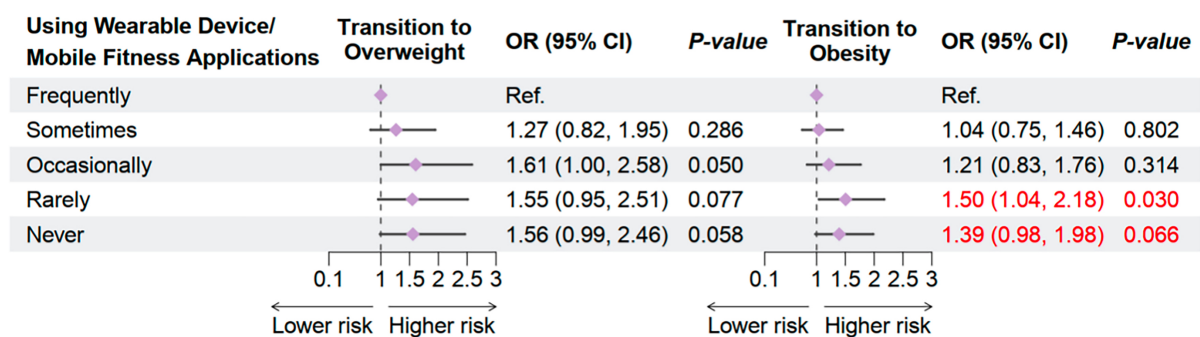 Using Wearable Device/
Mobile Fitness Applications
Transition to
Overweight
OR (95% CI)
P-value
Transition to
Obesity
OR (95% CI)
P-value
Frequently Ref. Ref.
Sometimes 1.27 (0.82, 1.95) 0.286 1.04 (0.75, 1.46) 0.802
Occasionally 1.61 (1.00, 2.58) 0.050 1.21 (0.83, 1.76) 0.314
Rarely 1.55 (0.95, 2.51) 0.077 1.50 (1.04, 2.18) 0.030
Never 1.56 (0.99, 2.46) 0.058 1.39 (0.98, 1.98) 0.066
0.1 1 1.5 2 2.5 3 0.1 1 1.5 2 2.5 3
Lower risk Higher risk Lower risk Higher risk